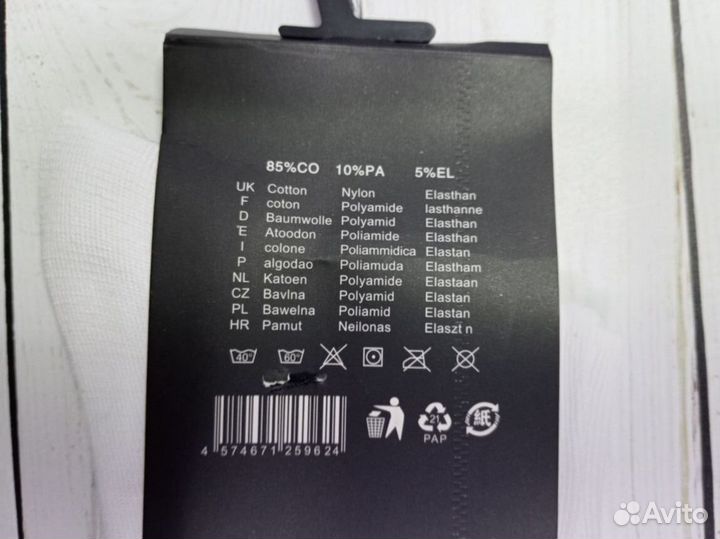 85%CO 10%PA 5%EL
UK Cotton Nylon Elasthan
F coton Polyamide lasthanne
D Baumwolle Polyamid Elasthan
E Atoodon Poliamide Elasthan
I colone Poliammidica Elastan
P algodao Poliamuda Elastham
NL Katoen Polyamide Elastaan
CZ Bavlna Polyamid Elastan
PL Bawelna Poliamid Elastan
HR Pamut Neilonas Elaszt n
40° 60°
21
PAP
紙
4 574671 259624
Avito